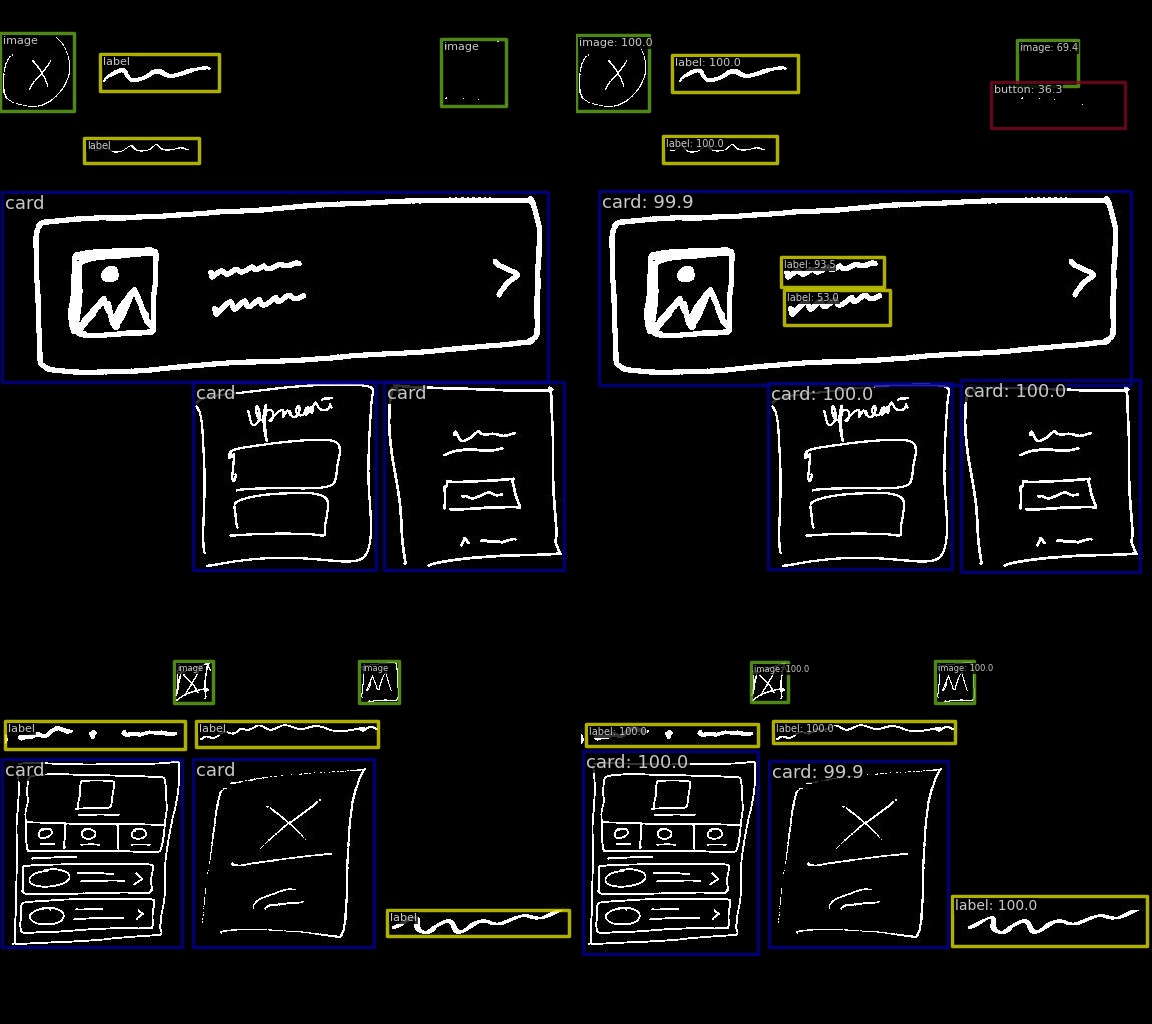 image image: 100.0
label label: 100.0
image image: 69.4
button: 36.3
label label: 100.0
card card: 99.9
label: 93.5
label: 53.0
card card card: 100.0 card: 100.0
image image image: 100.0 image: 100.0
label label label: 100.0 label: 100.0
card card card: 100.0 card: 99.9
label label: 100.0